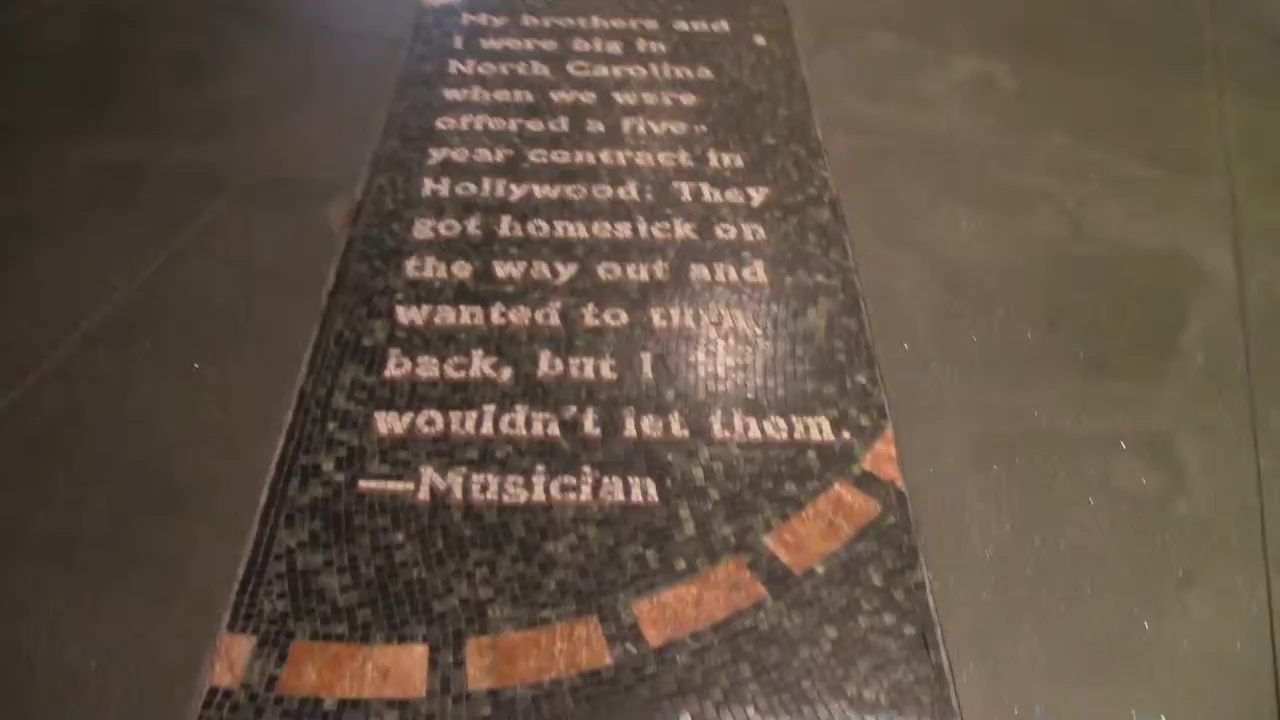 My brothers and
I were big in
North Carolina
when we were
offered a five-
year contract in
Hollywood: They
got homesick on
the way out and
wanted to turn
back, but I
wouldn't let them.
—Musician